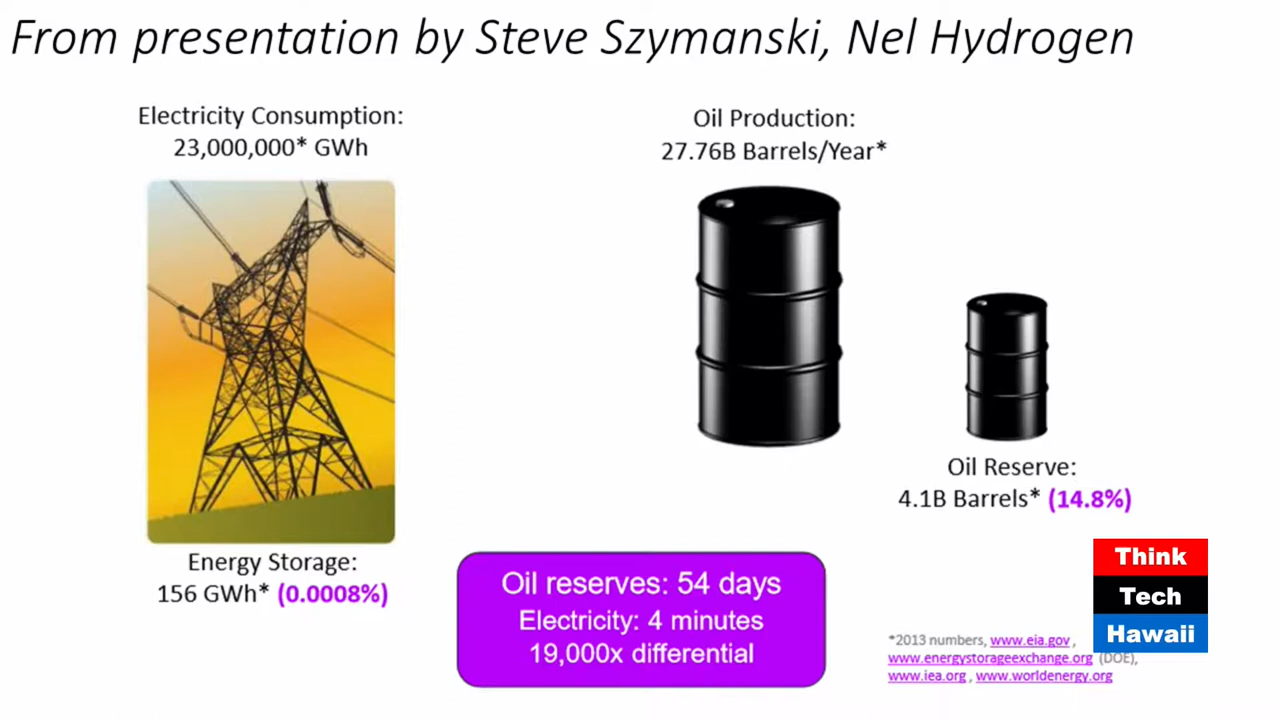 From presentation by Steve Szymanski, Nel Hydrogen
Electricity Consumption:
23,000,000* GWh
Energy Storage:
156 GWh* (0.0008%)
Oil Production:
27.76B Barrels/Year*
Oil Reserve:
4.1B Barrels* (14.8%)
Oil reserves: 54 days
Electricity: 4 minutes
19,000x differential
Think
Tech
Hawaii
*2013 numbers, www.eia.gov ,
www.energystorageexchange.org (DOE),
www.iea.org , www.worldenergy.org